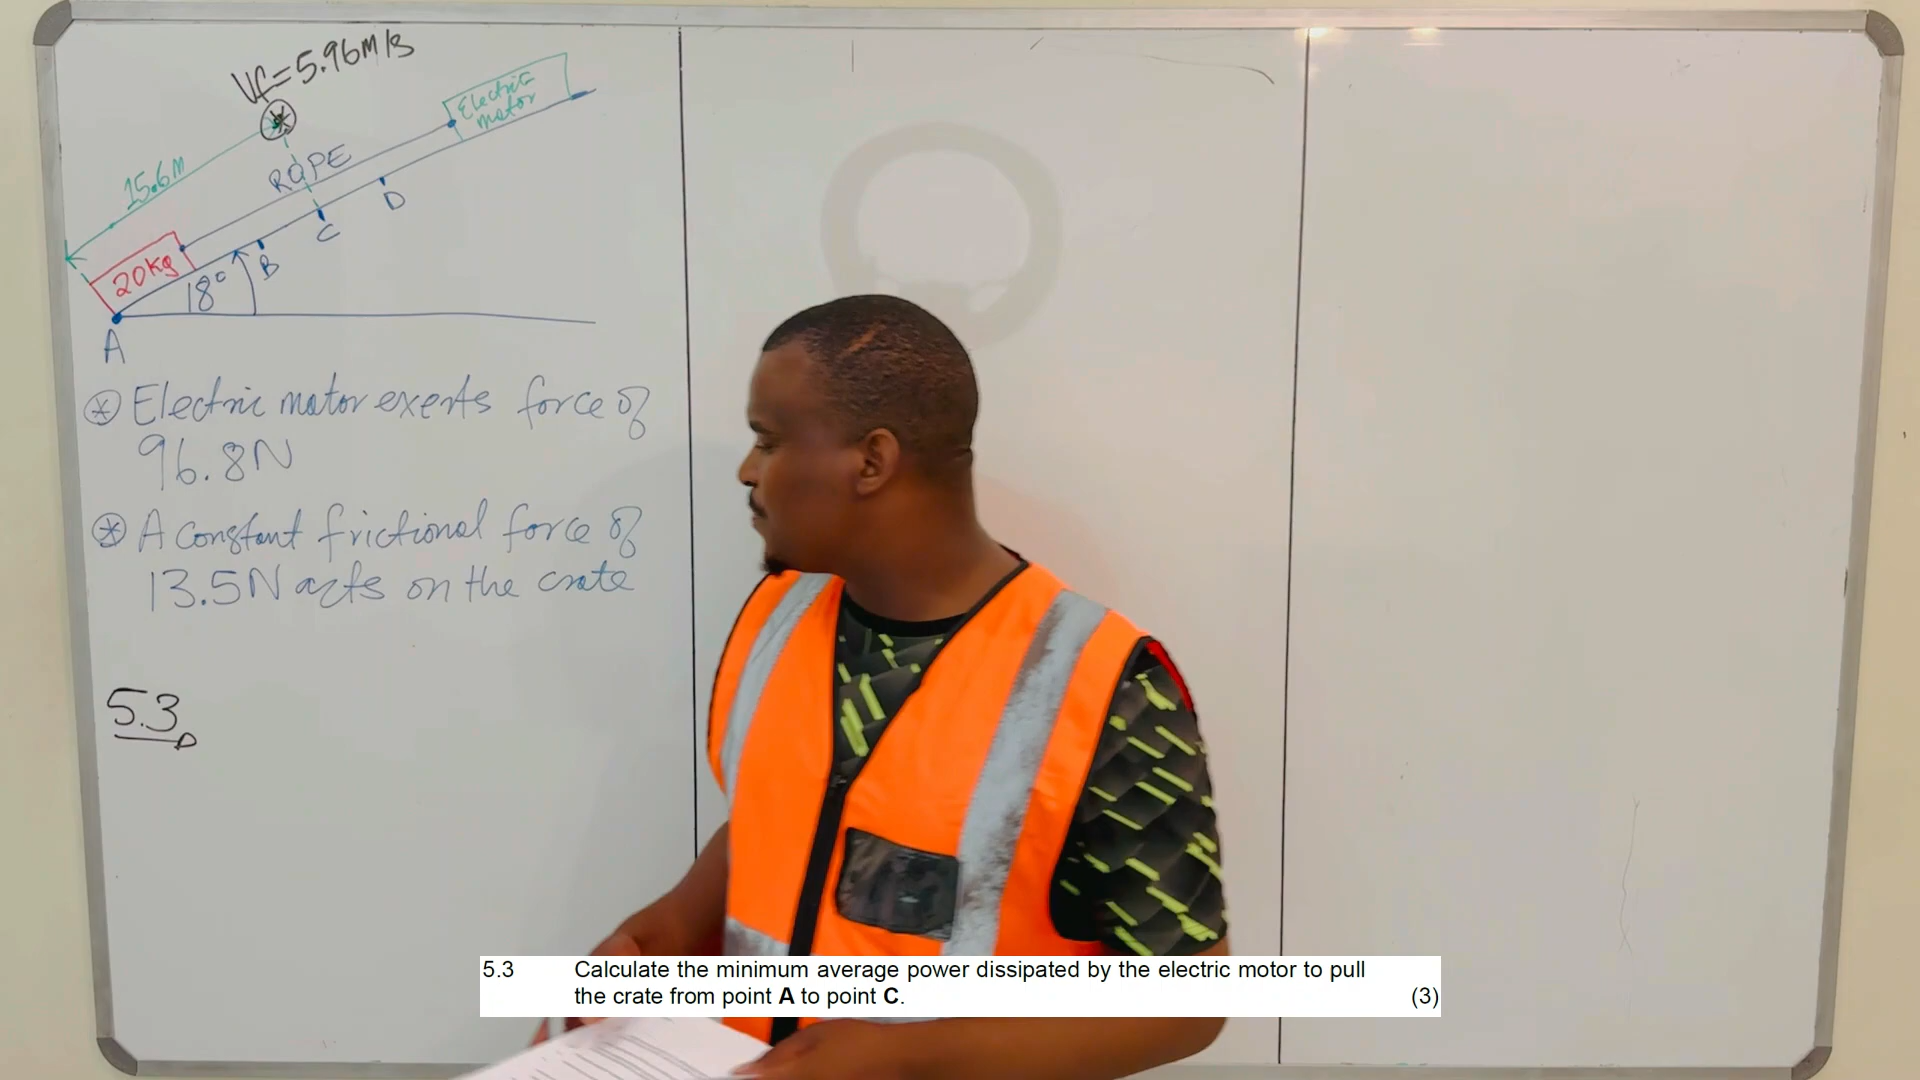 Vf=5.96M/S
Electric
motor
15.6M
ROPE
D
C
B
20Kg
18°
A
* Electric motor exerts force of
96.8N
* A constant frictional force of
13.5N acts on the crate
5.3
5.3 Calculate the minimum average power dissipated by the electric motor to pull
the crate from point A to point C. (3)